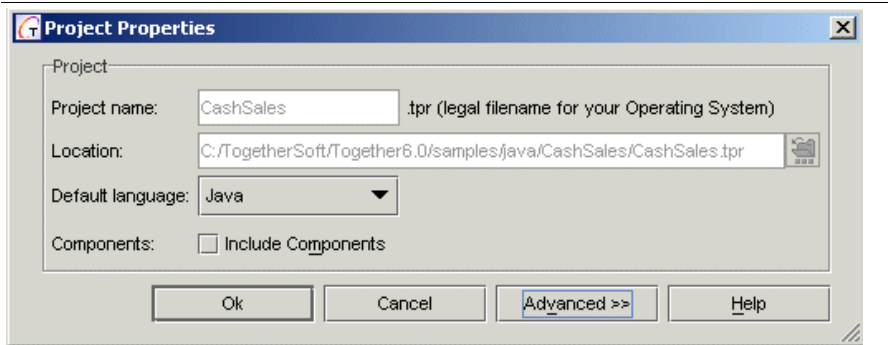 Project Properties
Project
Project name: CashSales .tpr (legal filename for your Operating System)
Location: C:/TogetherSoft/Together6.0/samples/java/CashSales/CashSales.tpr
Default language: Java
Components: Include Components
Ok Cancel Advanced >> Help